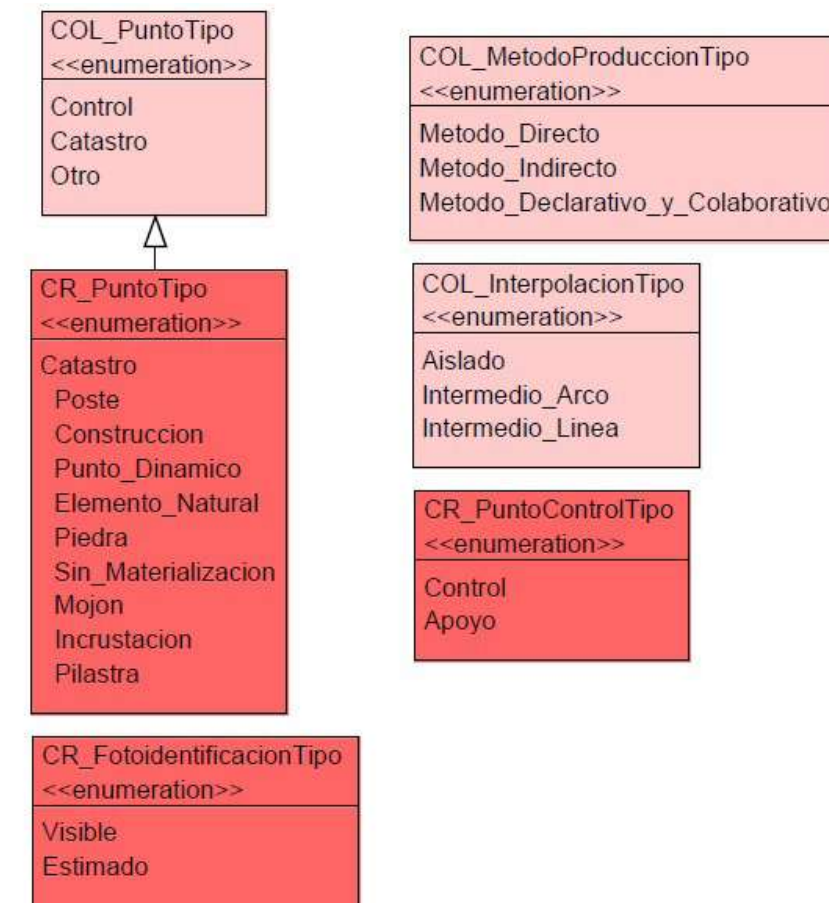 COL_PuntoTipo
<<enumeration>>
Control
Catastro
Otro
CR_PuntoTipo
<<enumeration>>
Catastro
Poste
Construccion
Punto_Dinamico
Elemento_Natural
Piedra
Sin_Materializacion
Mojon
Incrustacion
Pilastra
CR_FotoidentificacionTipo
<<enumeration>>
Visible
Estimado
COL_MetodoProduccionTipo
<<enumeration>>
Metodo_Directo
Metodo_Indirecto
Metodo_Declarativo_y_Colaborativo
COL_InterpolacionTipo
<<enumeration>>
Aislado
Intermedio_Arco
Intermedio_Linea
CR_PuntoControlTipo
<<enumeration>>
Control
Apoyo